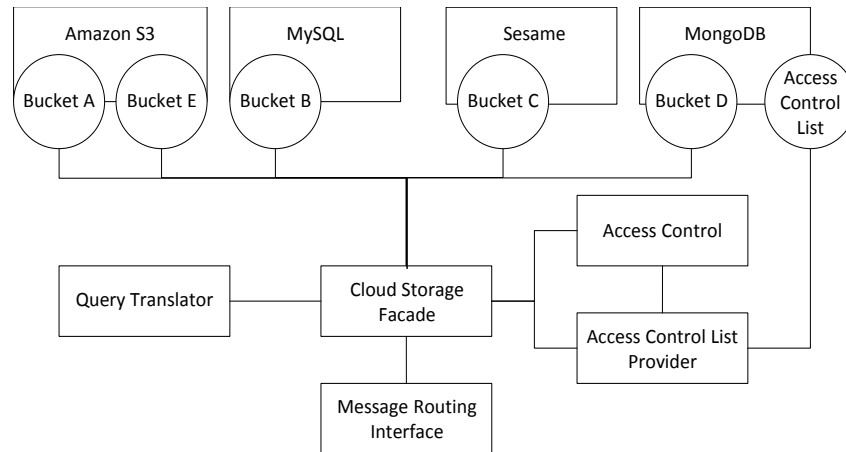 Amazon S3
MySQL
Sesame
MongoDB
Bucket A
Bucket E
Bucket B
Bucket C
Bucket D
Access
Control
List
Access Control
Query Translator
Cloud Storage
Facade
Access Control List
Provider
Message Routing
Interface